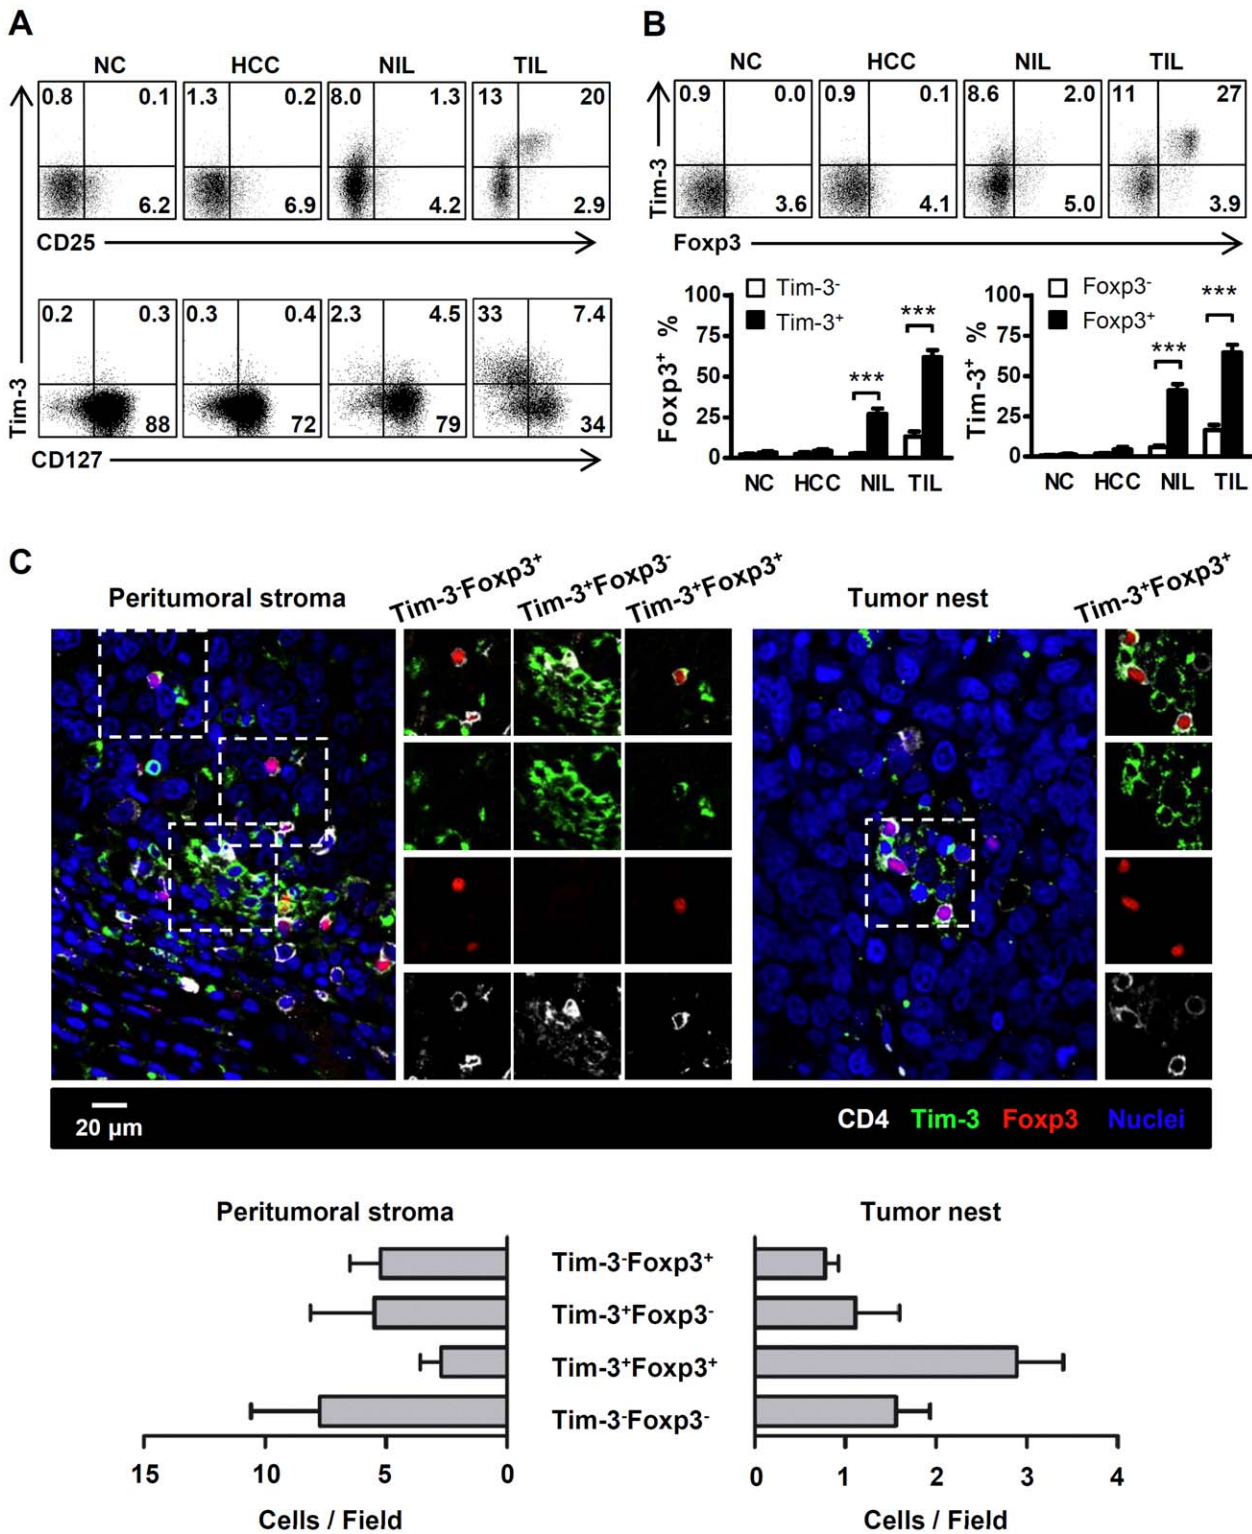 A
NC HCC NIL TIL
0.8 0.1 1.3 0.2 8.0 1.3 13 20
6.2 6.9 4.2 2.9
CD25
0.2 0.3 0.3 0.4 2.3 4.5 33 7.4
88 72 79 34
CD127
Tim-3
B
NC HCC NIL TIL
0.9 0.0 0.9 0.1 8.6 2.0 11 27
3.6 4.1 5.0 3.9
Tim-3
Foxp3
Tim-3⁻
Tim-3⁺
***
***
100
75
50
25
0
Foxp3⁺ %
NC HCC NIL TIL
Foxp3⁻
Foxp3⁺
***
***
100
75
50
25
0
Tim-3⁺ %
NC HCC NIL TIL
C
Peritumoral stroma
Tim-3⁻Foxp3⁺
Tim-3⁺Foxp3⁻
Tim-3⁺Foxp3⁺
Tumor nest
Tim-3⁺Foxp3⁺
20 μm
CD4 Tim-3 Foxp3 Nuclei
Peritumoral stroma
Tumor nest
Tim-3⁻Foxp3⁺
Tim-3⁺Foxp3⁻
Tim-3⁺Foxp3⁺
Tim-3⁻Foxp3⁻
15 10 5 0
Cells / Field
0 1 2 3 4
Cells / Field